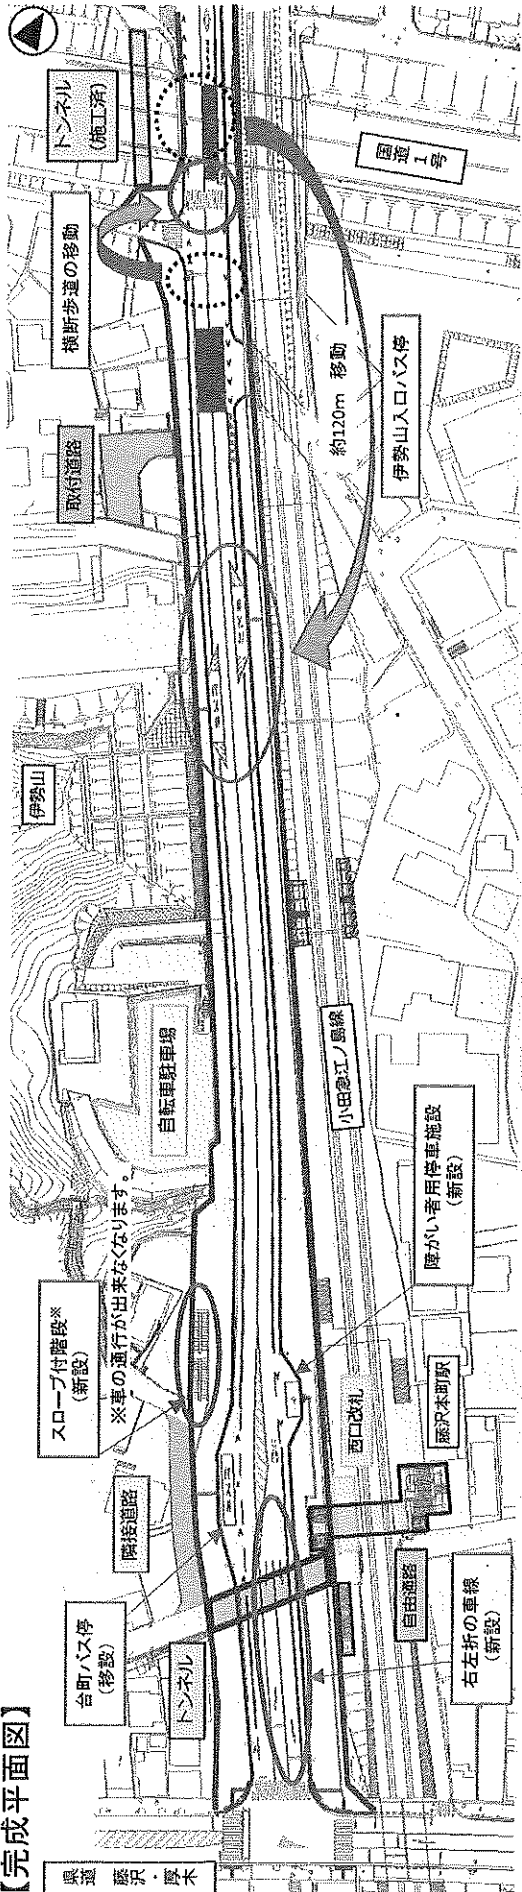 【完成平面図】
県道
藤沢・厚木
台町バス停
(移設)
トンネル
隣接道路
スロープ付階段※
(新設)
※車の通行が出来なくなります。
自転車駐車場
伊勢山
取付道路
横断歩道の移動
トンネル
(施工済)
国道
1号
約120m 移動
伊勢山入口バス停
小田急江ノ島線
障がい者用停車施設
(新設)
西口改札
藤沢本町駅
自由通路
右左折の車線
(新設)